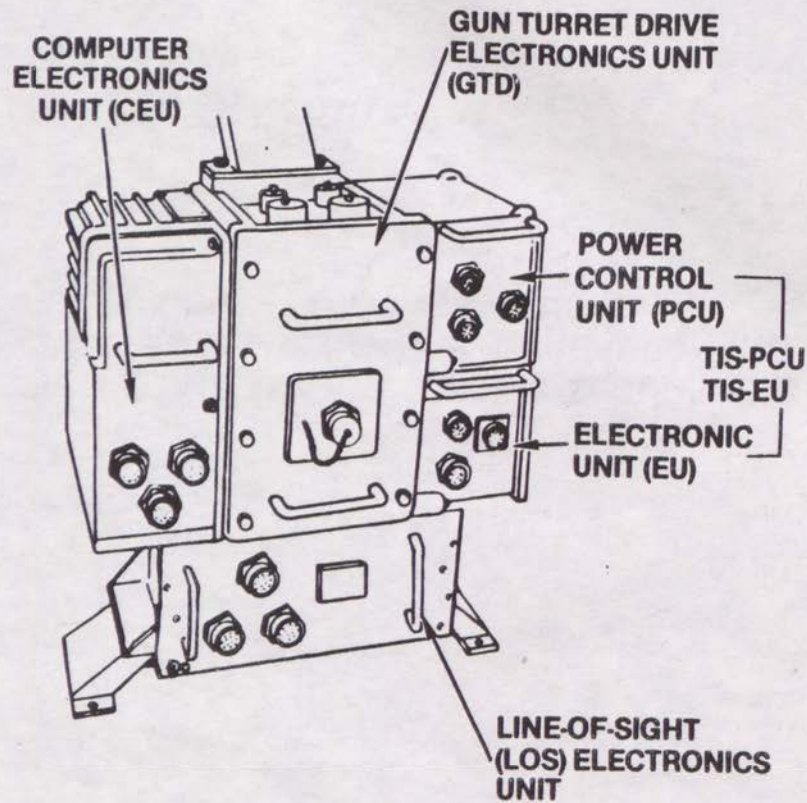 COMPUTER
ELECTRONICS
UNIT (CEU)
GUN TURRET DRIVE
ELECTRONICS UNIT
(GTD)
POWER
CONTROL
UNIT (PCU)
TIS-PCU
TIS-EU
ELECTRONIC
UNIT (EU)
LINE-OF-SIGHT
(LOS) ELECTRONICS
UNIT